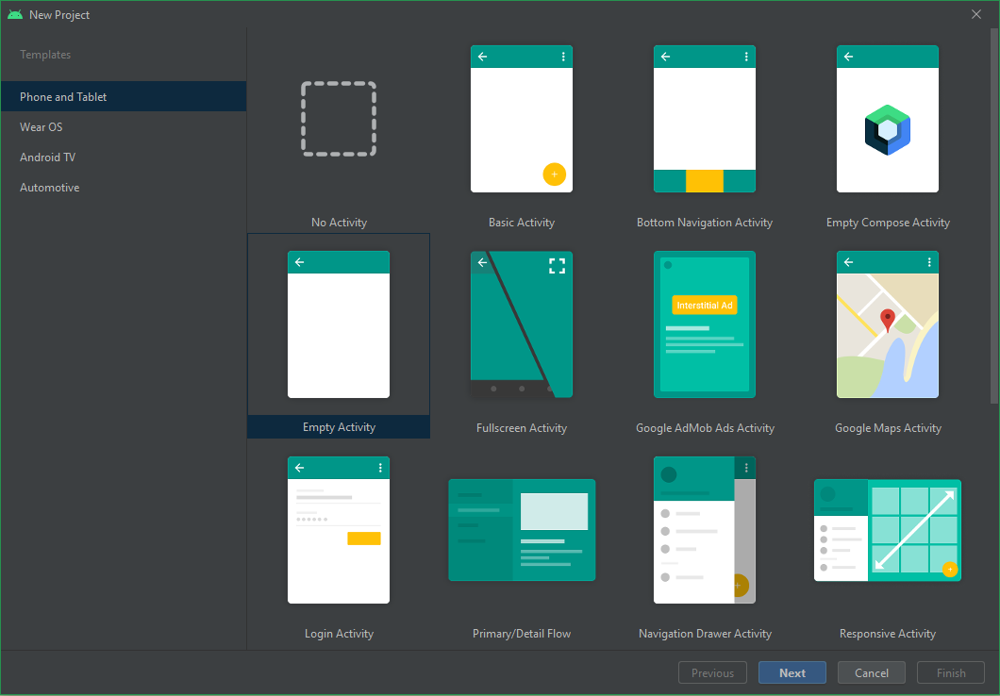 New Project
Templates
Phone and Tablet
Wear OS
Android TV
Automotive
No Activity
Basic Activity
Bottom Navigation Activity
Empty Compose Activity
Empty Activity
Fullscreen Activity
Interstitial Ad
Google AdMob Ads Activity
Google Maps Activity
Login Activity
Primary/Detail Flow
Navigation Drawer Activity
Responsive Activity
Previous
Next
Cancel
Finish